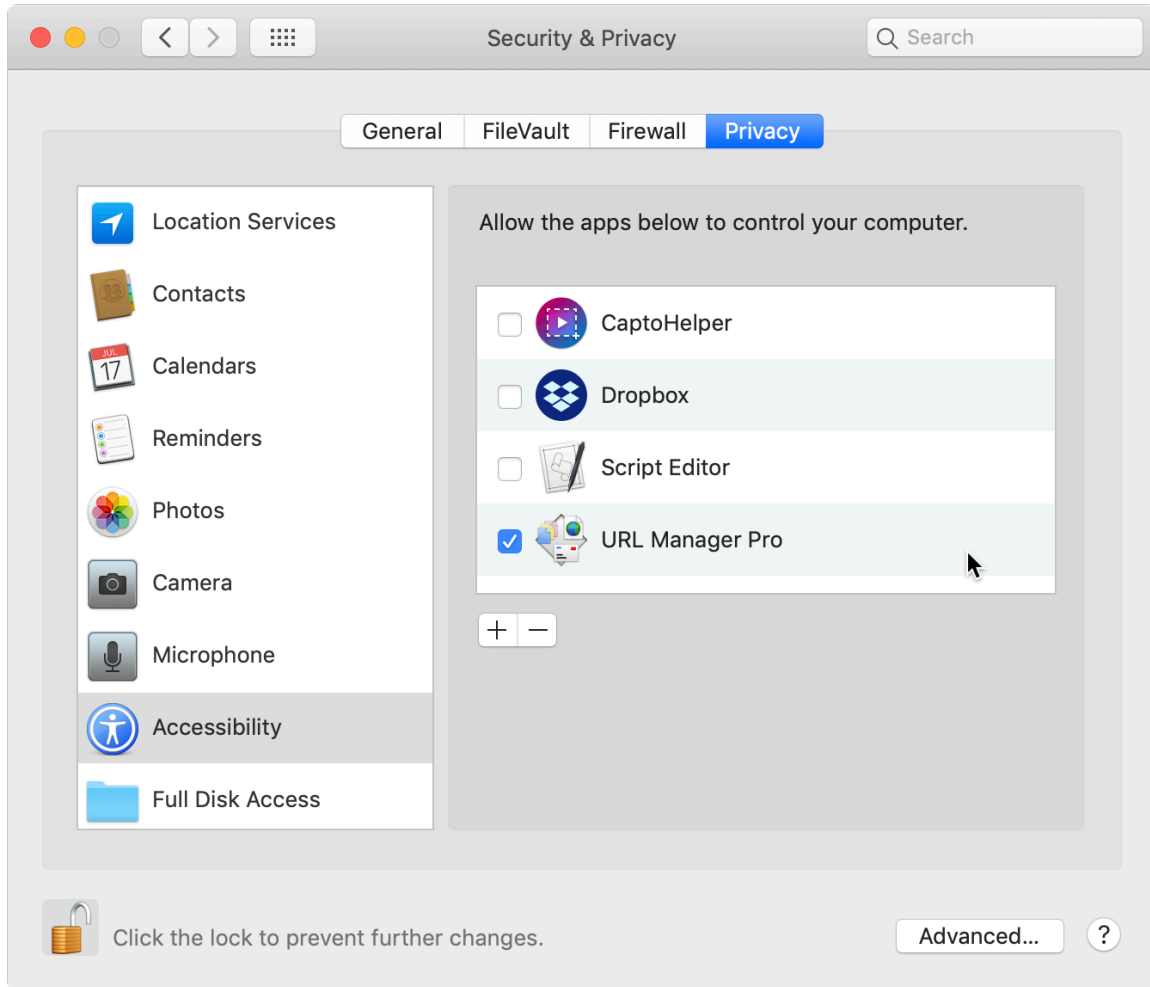 Security & Privacy
Search
General
FileVault
Firewall
Privacy
Location Services
Contacts
JUL
17
Calendars
Reminders
Photos
Camera
Microphone
Accessibility
Full Disk Access
Allow the apps below to control your computer.
CaptoHelper
Dropbox
Script Editor
URL Manager Pro
Click the lock to prevent further changes.
Advanced...
?